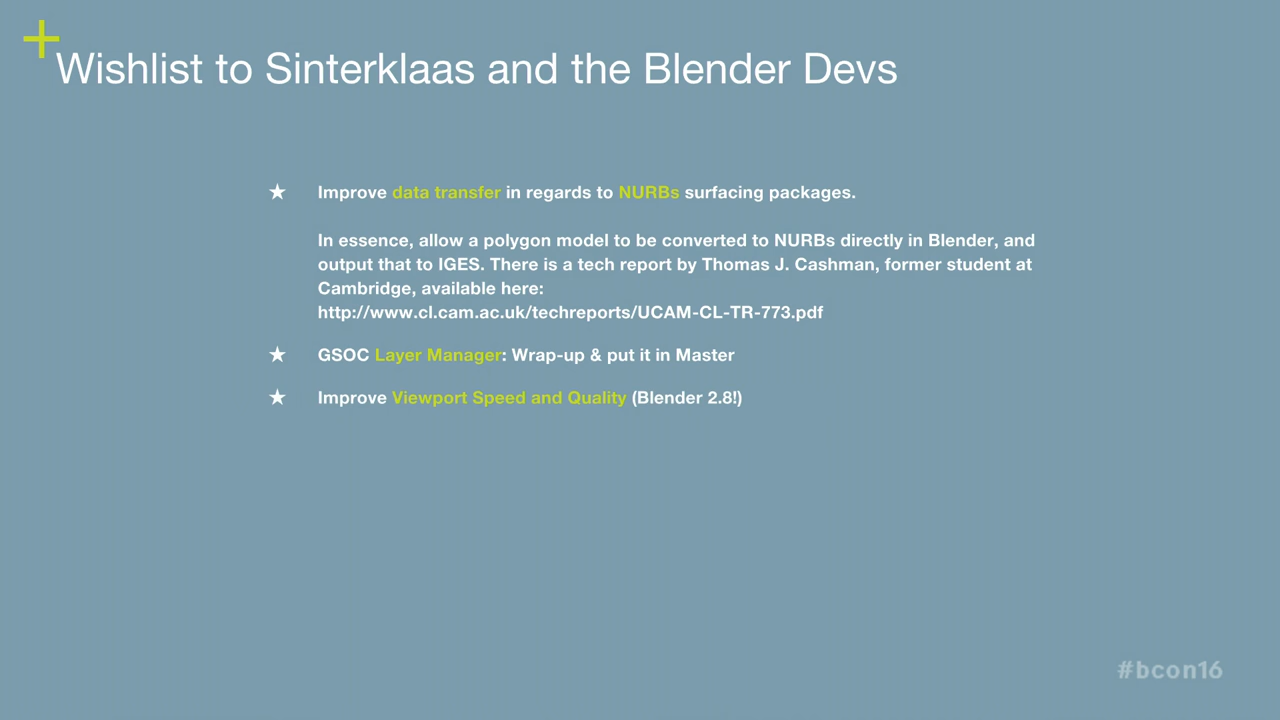 Wishlist to Sinterklaas and the Blender Devs
★ Improve data transfer in regards to NURBs surfacing packages.
In essence, allow a polygon model to be converted to NURBs directly in Blender, and
output that to IGES. There is a tech report by Thomas J. Cashman, former student at
Cambridge, available here:
http://www.cl.cam.ac.uk/techreports/UCAM-CL-TR-773.pdf
★ GSOC Layer Manager: Wrap-up & put it in Master
★ Improve Viewport Speed and Quality (Blender 2.8!)
#bcon16